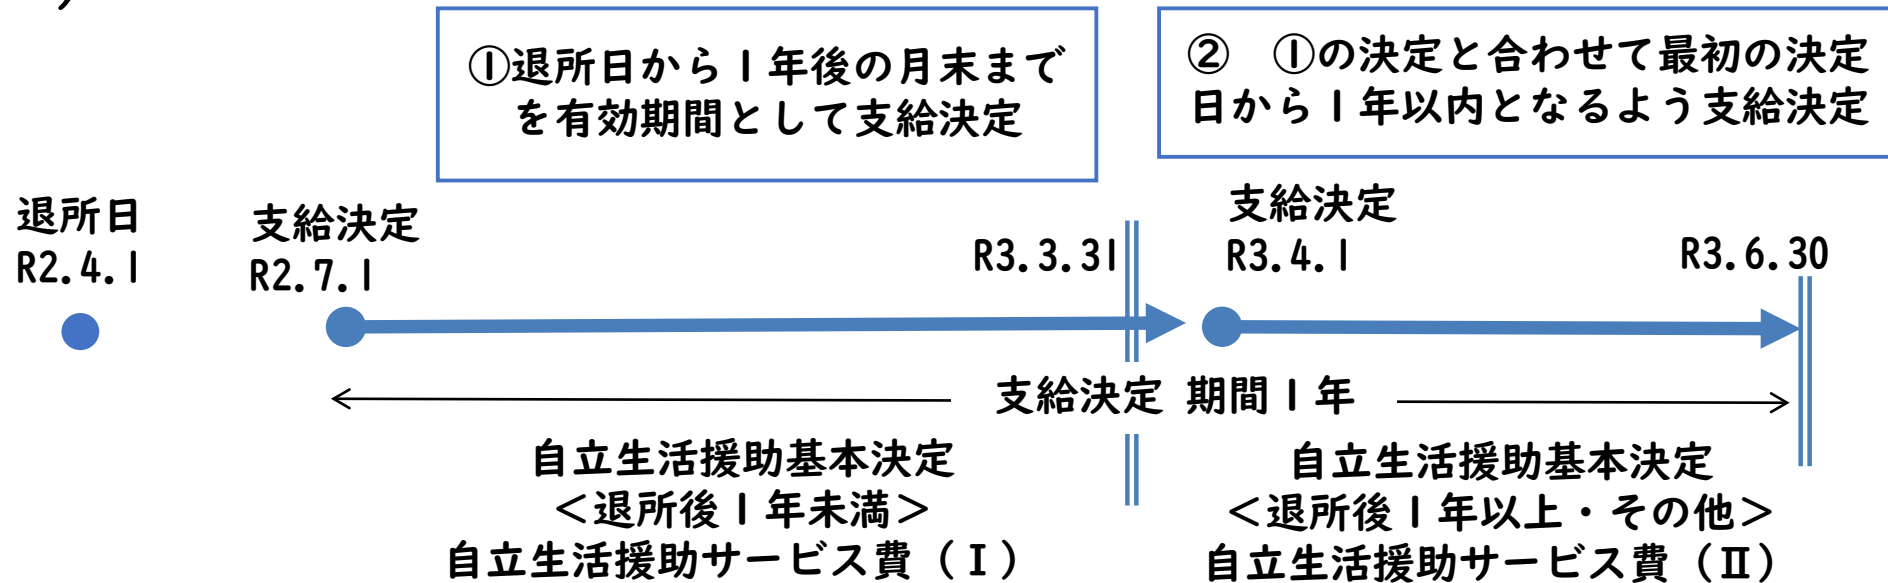 ①退所日から1年後の月末まで
を有効期間として支給決定
② ①の決定と合わせて最初の決定
日から1年以内となるよう支給決定
退所日
R2.4.1
支給決定
R2.7.1
R3.3.31
支給決定
R3.4.1
R3.6.30
支給決定 期間1年
自立生活援助基本決定
<退所後1年未満>
自立生活援助サービス費(Ⅰ)
自立生活援助基本決定
<退所後1年以上・その他>
自立生活援助サービス費(Ⅱ)